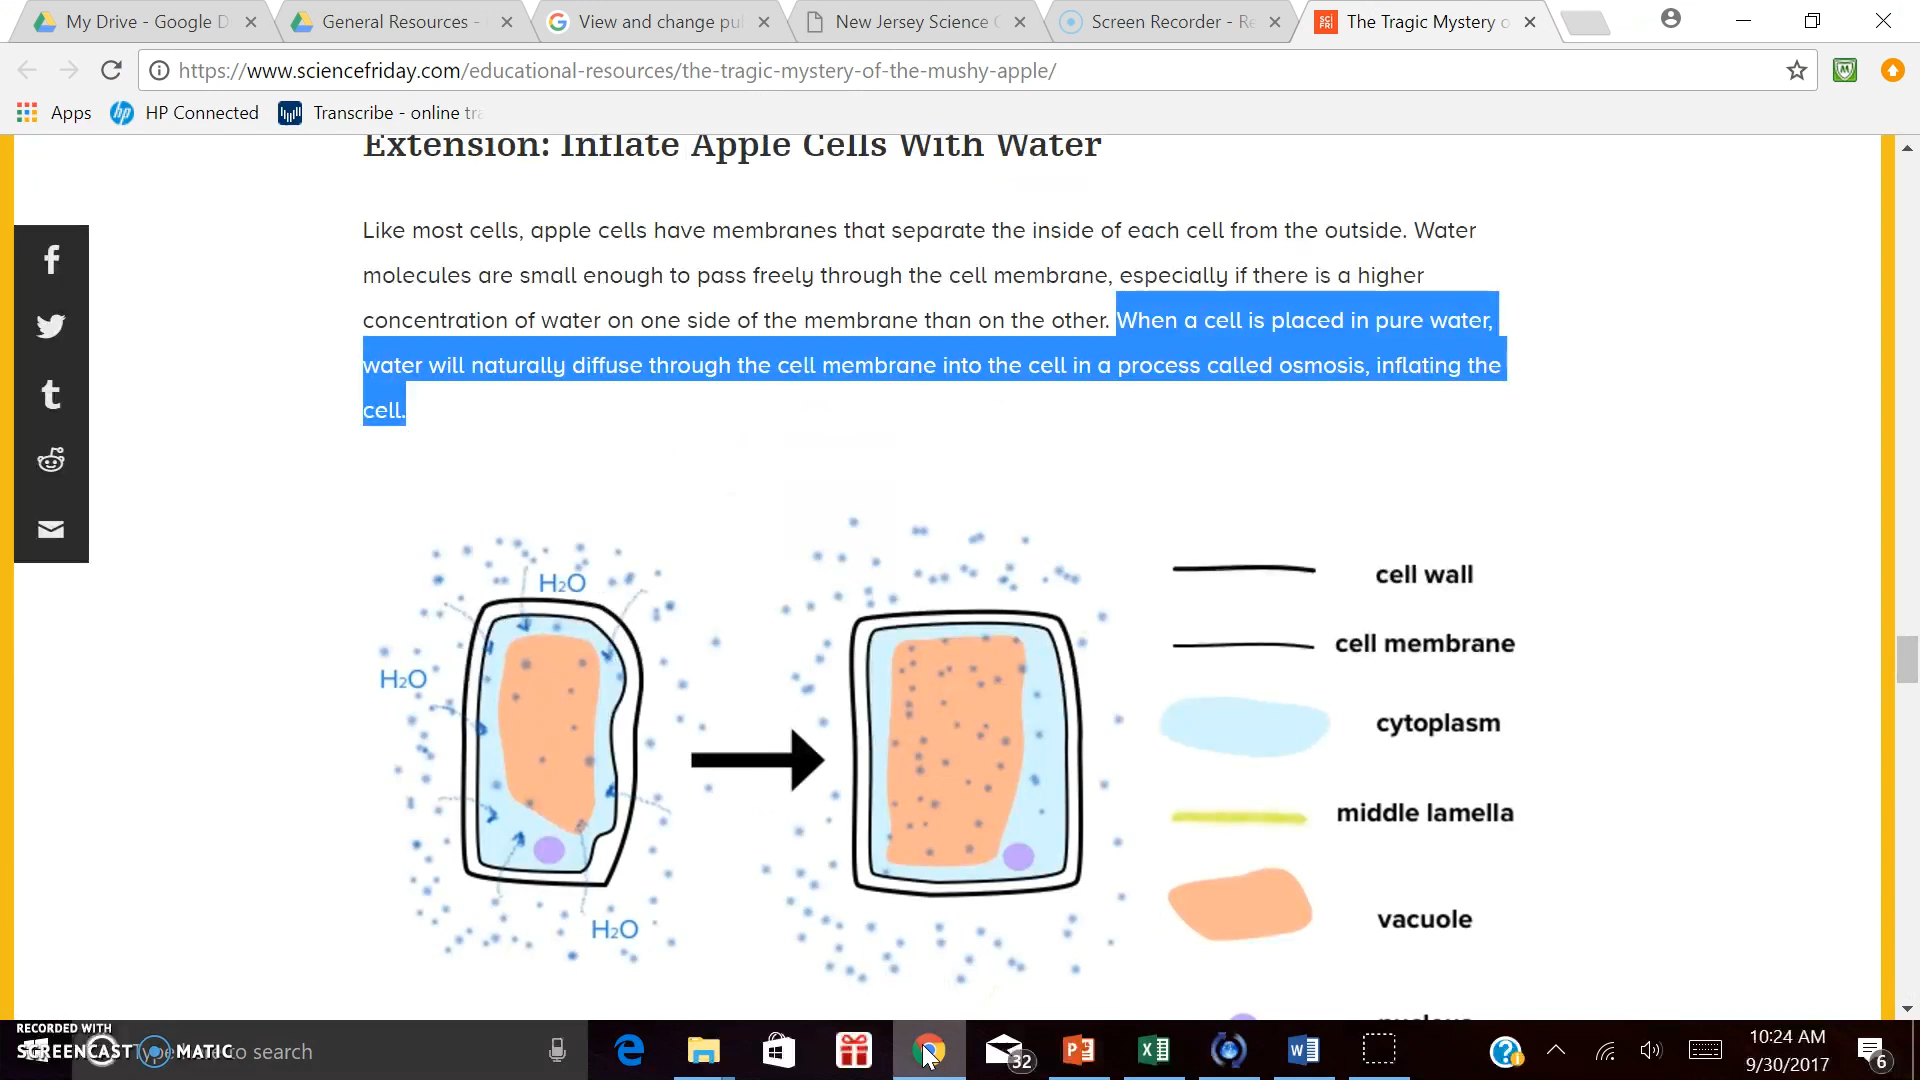 My Drive - Google D
General Resources -
View and change pu
New Jersey Science
Screen Recorder - Re
The Tragic Mystery o
https://www.sciencefriday.com/educational-resources/the-tragic-mystery-of-the-mushy-apple/
Apps
HP Connected
Transcribe - online tra
Extension: Inflate Apple Cells With Water
Like most cells, apple cells have membranes that separate the inside of each cell from the outside. Water
molecules are small enough to pass freely through the cell membrane, especially if there is a higher
concentration of water on one side of the membrane than on the other. When a cell is placed in pure water,
water will naturally diffuse through the cell membrane into the cell in a process called osmosis, inflating the
cell.
H₂O
H₂O
H₂O
cell wall
cell membrane
cytoplasm
middle lamella
vacuole
RECORDED WITH
SCREENCAST MATIC
here to search
32
10:24 AM
9/30/2017
6